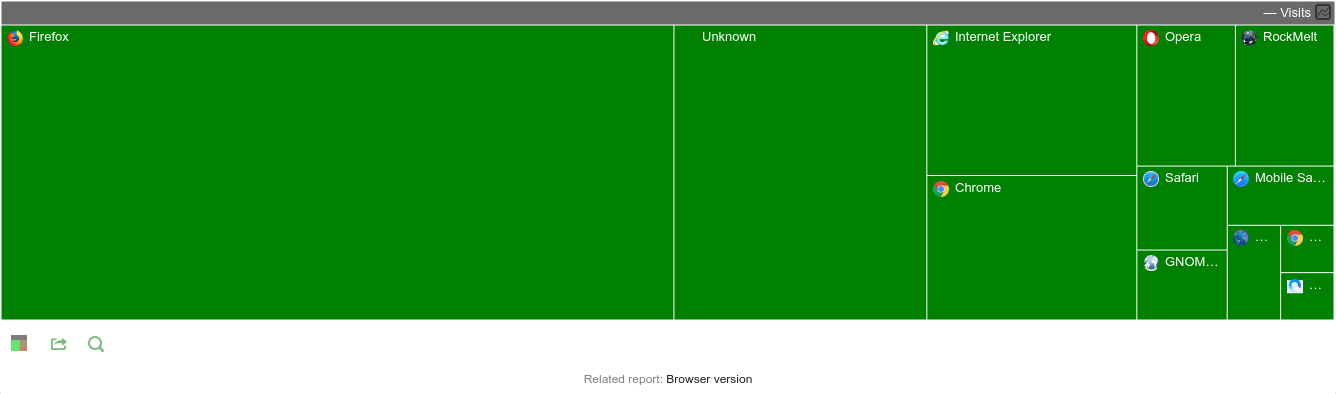 — Visits
Firefox
Unknown
Internet Explorer
Opera
RockMelt
Chrome
Safari
Mobile Sa...
...
...
GNOM...
...
Related report: Browser version